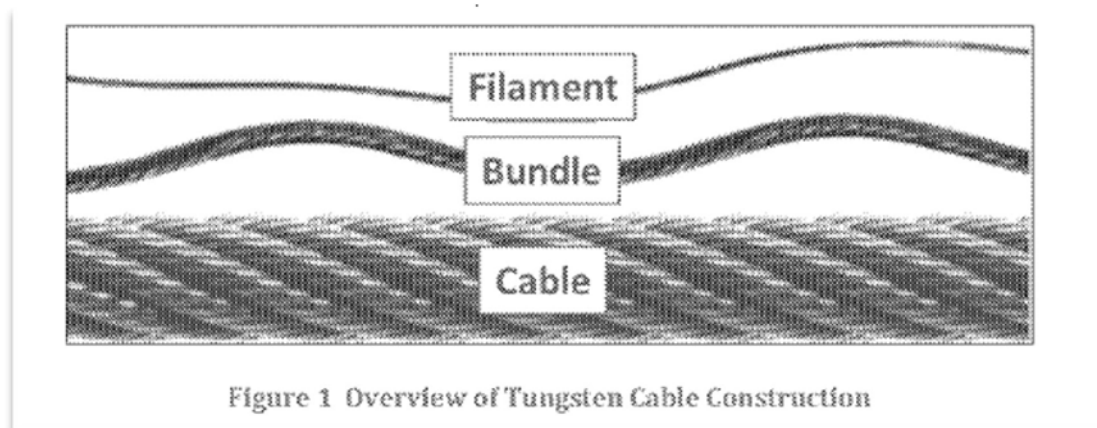 Filament
Bundle
Cable
Figure 1 Overview of Tungsten Cable Construction